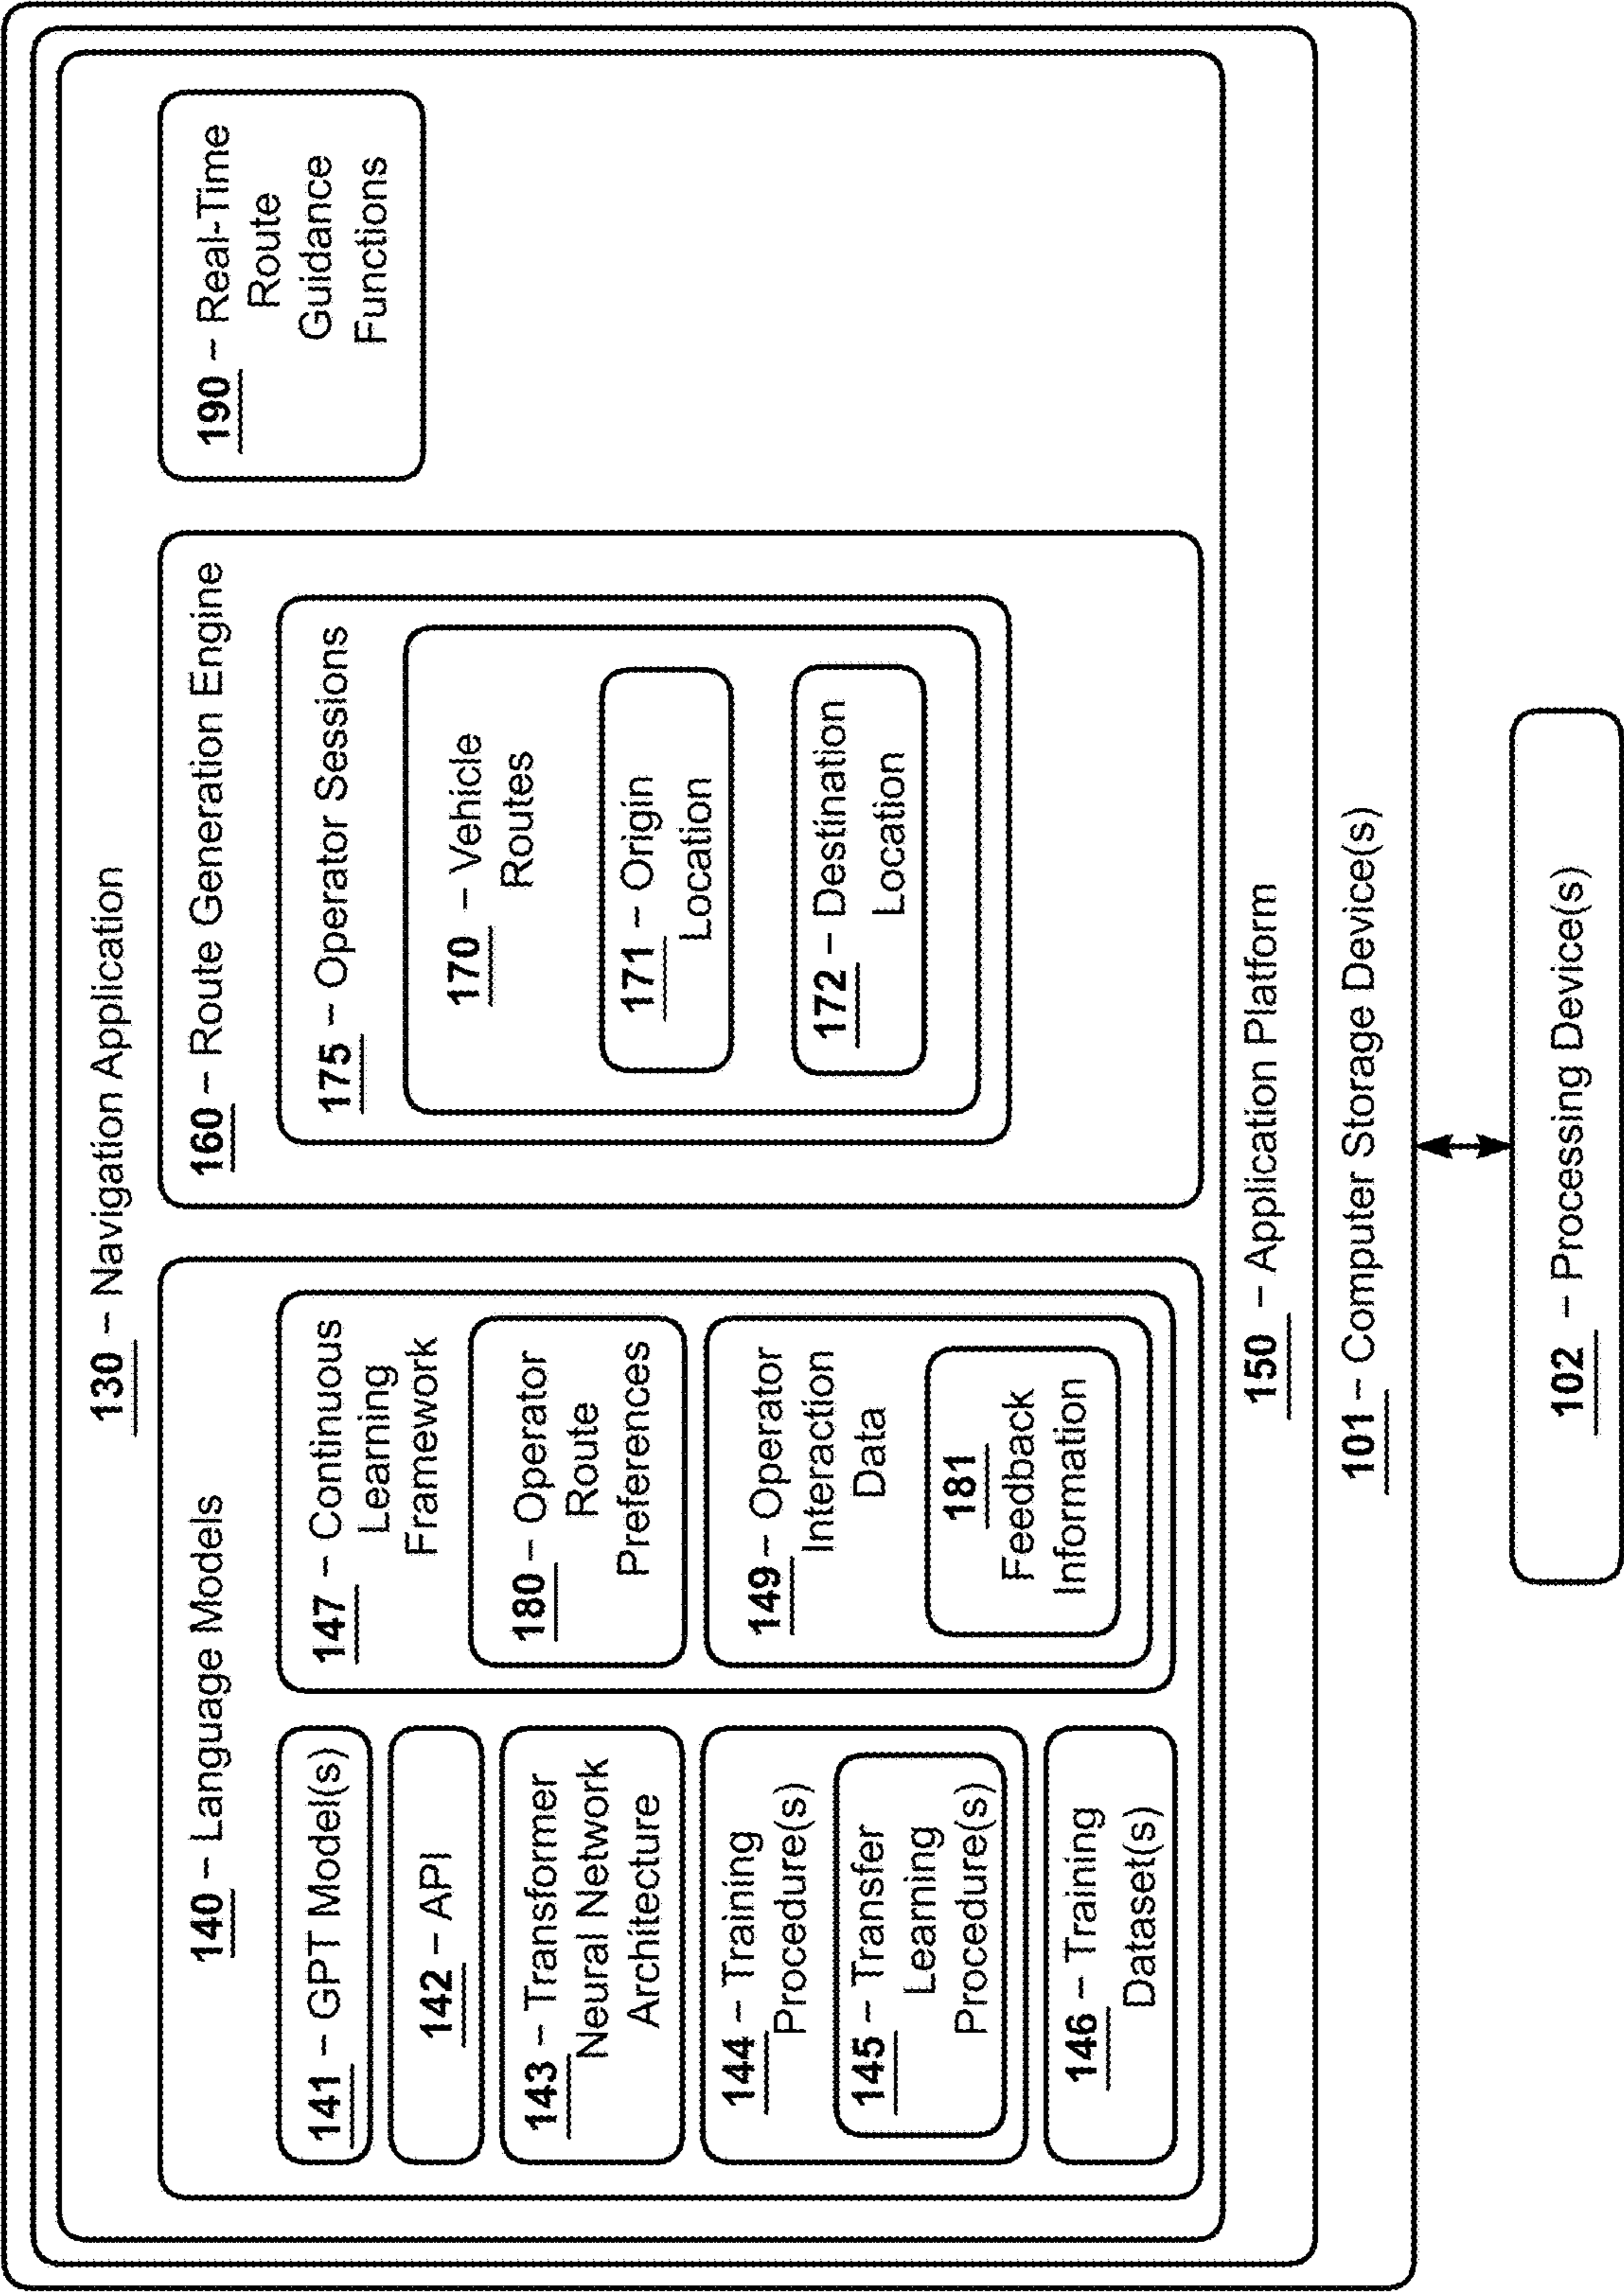 130 – Navigation Application
140 – Language Models
141 – GPT Model(s)
142 – API
143 – Transformer
Neural Network
Architecture
144 – Training
Procedure(s)
145 – Transfer
Learning
Procedure(s)
146 – Training
Dataset(s)
147 – Continuous
Learning
Framework
180 – Operator
Route
Preferences
149 – Operator
Interaction
Data
181
Feedback
Information
160 – Route Generation Engine
175 – Operator Sessions
170 – Vehicle
Routes
171 – Origin
Location
172 – Destination
Location
190 – Real-Time
Route
Guidance
Functions
150 – Application Platform
101 – Computer Storage Device(s)
102 – Processing Device(s)